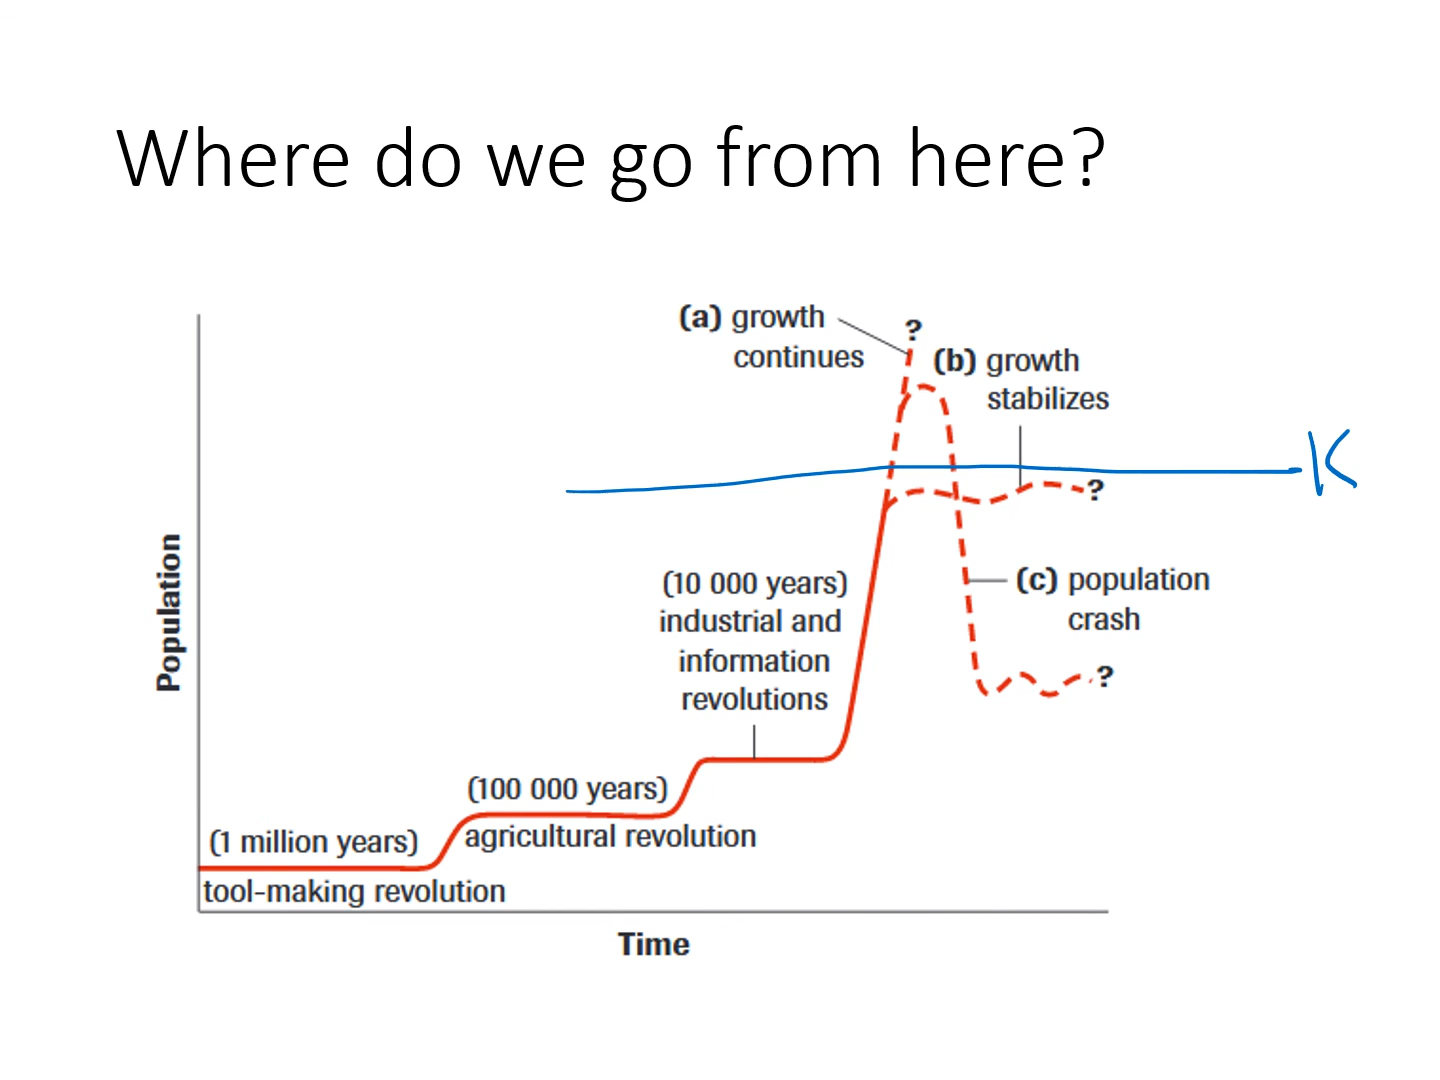 Where do we go from here?
(a) growth
continues
?
(b) growth
stabilizes
K
?
(c) population
crash
?
(10 000 years)
industrial and
information
revolutions
(100 000 years)
agricultural revolution
(1 million years)
tool-making revolution
Population
Time